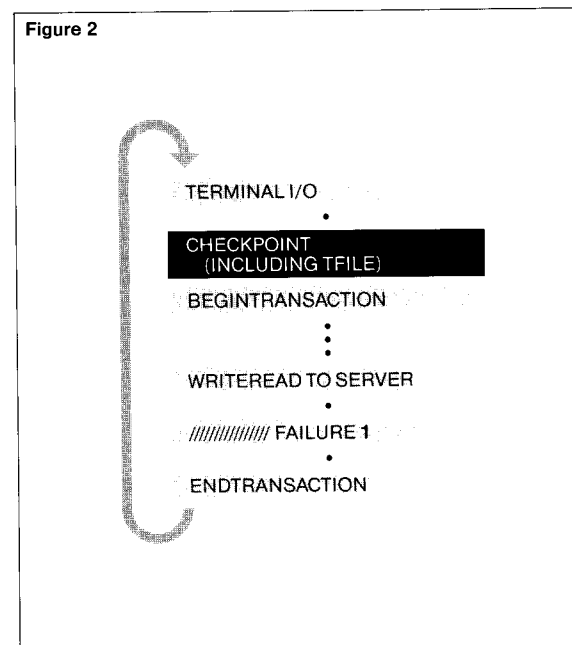 Figure 2
TERMINAL I/O
CHECKPOINT
(INCLUDING TFILE)
BEGINTRANSACTION
WRITEREAD TO SERVER
/////////////// FAILURE 1
ENDTRANSACTION